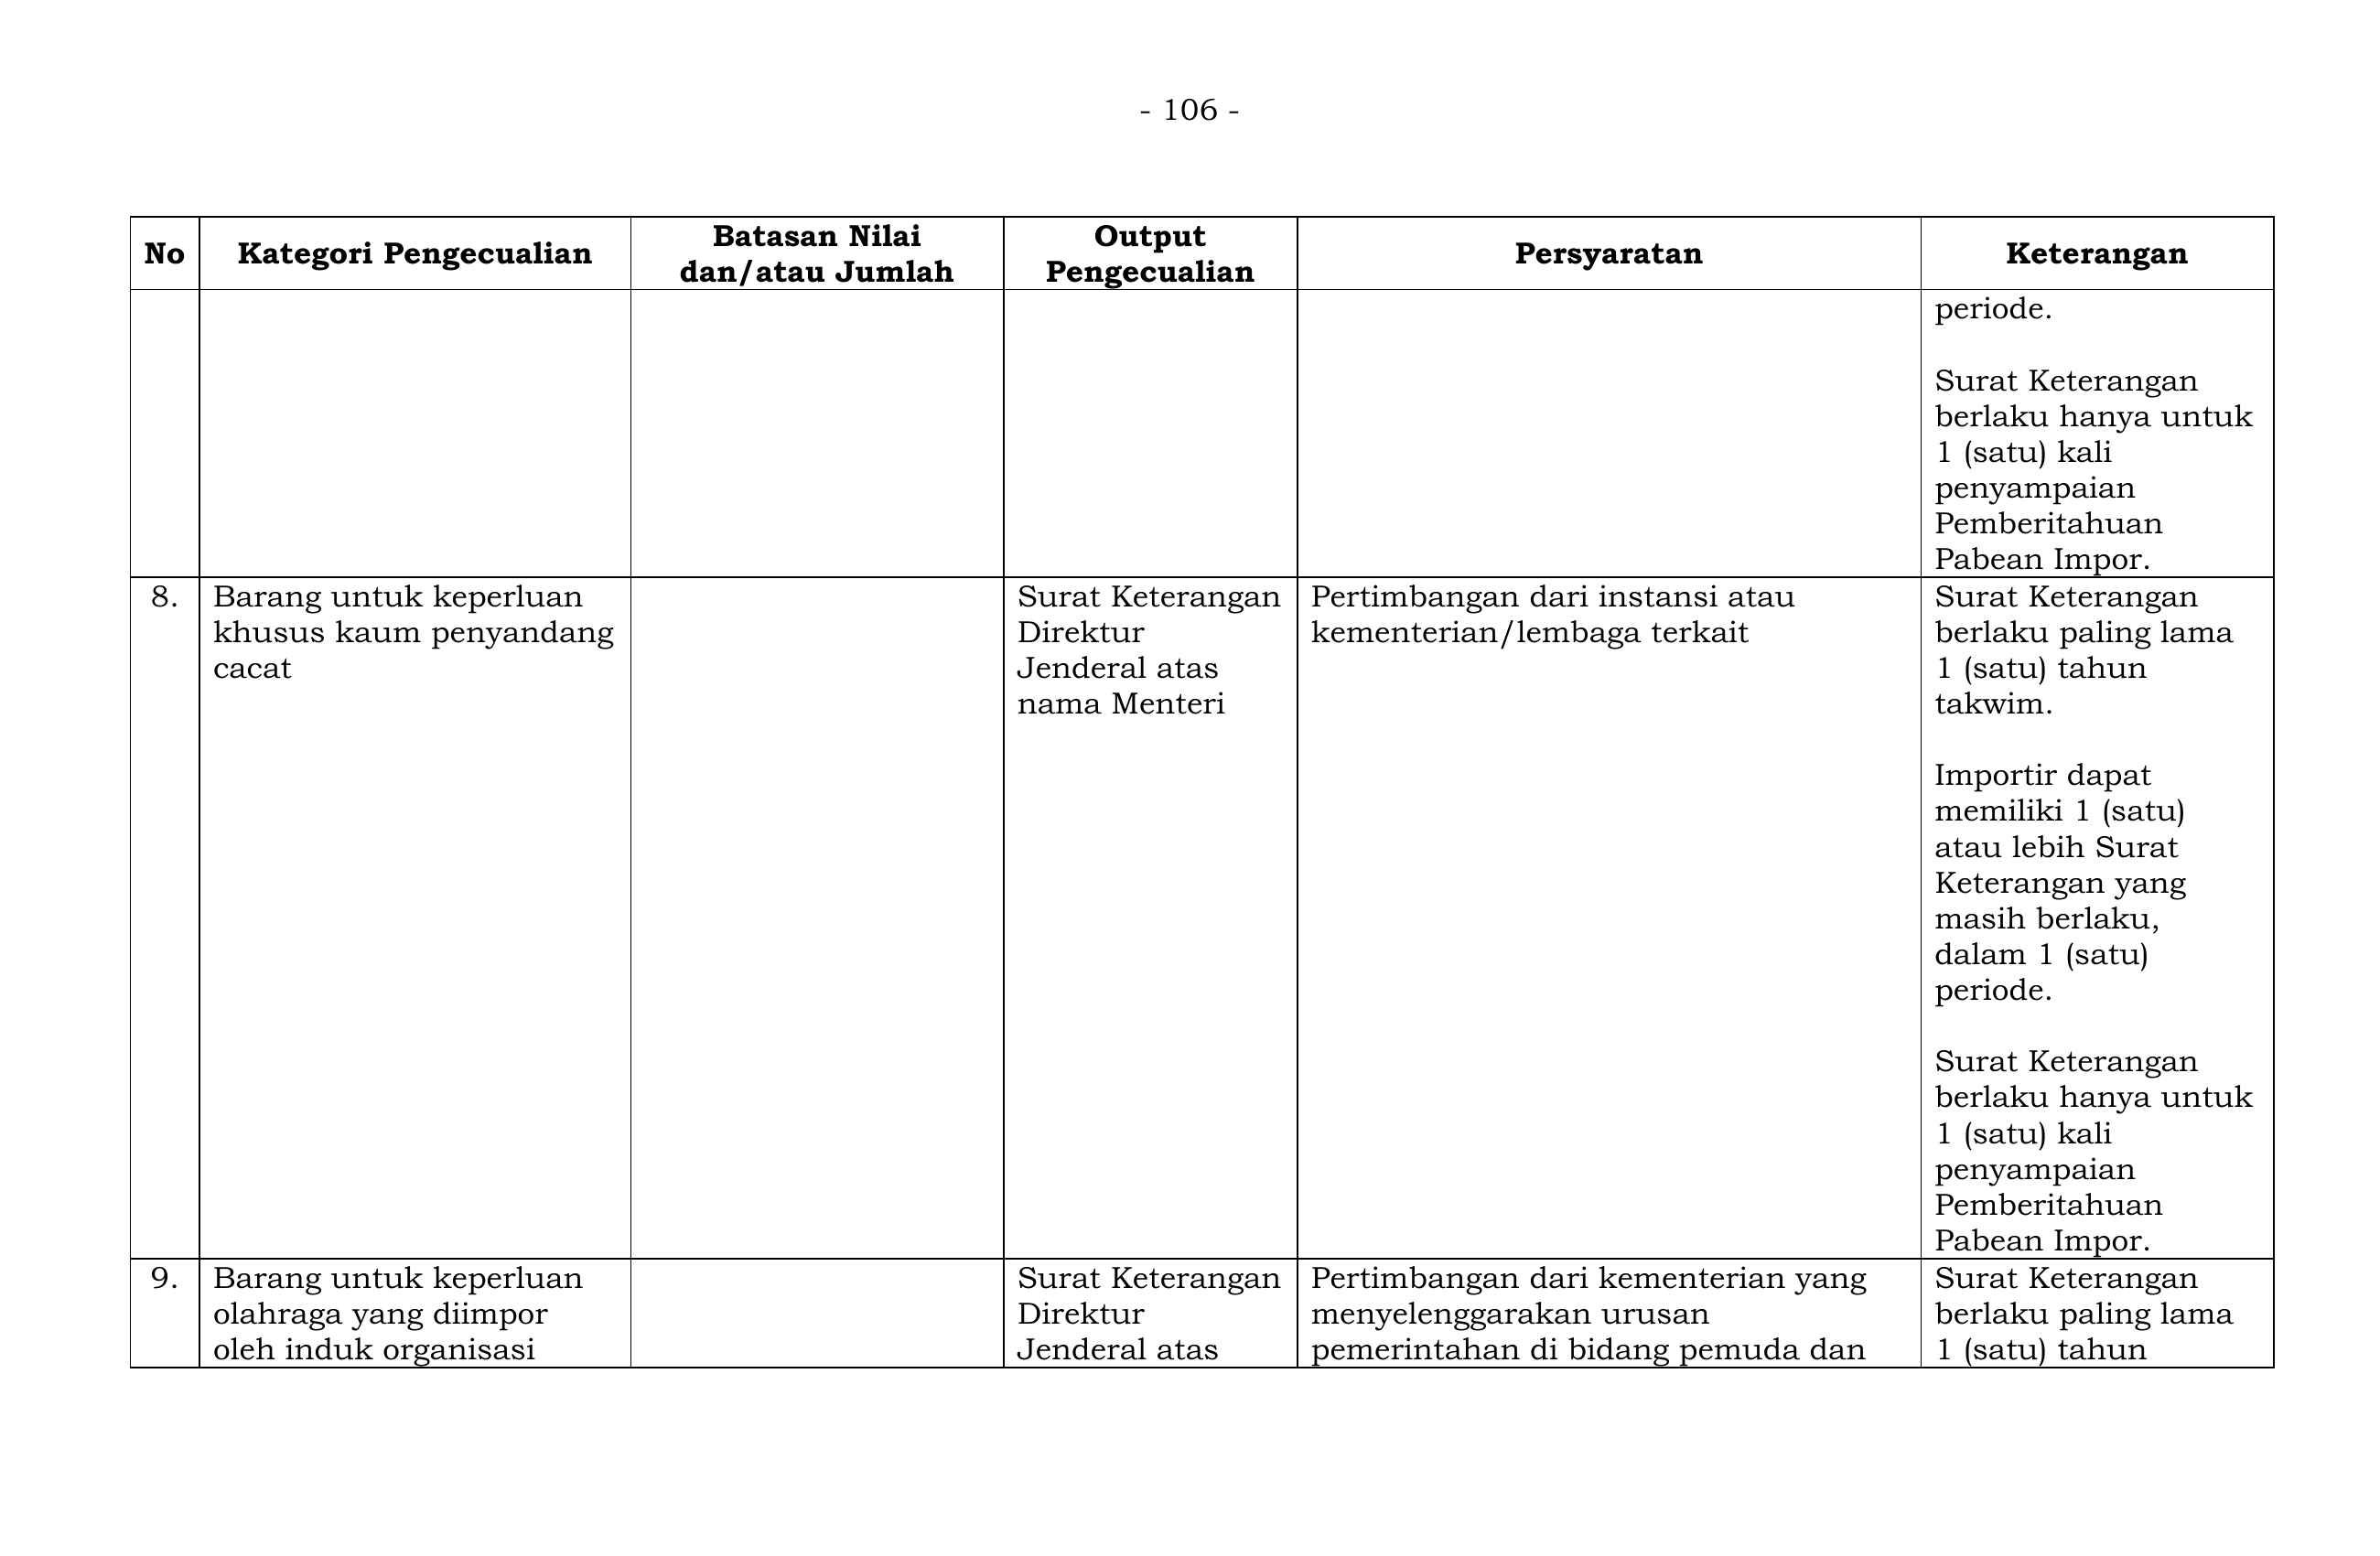 - 106 -
No
Kategori Pengecualian
Batasan Nilai
dan/atau Jumlah
Output
Pengecualian
Persyaratan
Keterangan
periode.
Surat Keterangan
berlaku hanya untuk
1 (satu) kali
penyampaian
Pemberitahuan
Pabean Impor.
8.
Barang untuk keperluan
khusus kaum penyandang
cacat
Surat Keterangan
Direktur
Jenderal atas
nama Menteri
Pertimbangan dari instansi atau
kementerian/lembaga terkait
Surat Keterangan
berlaku paling lama
1 (satu) tahun
takwim.
Importir dapat
memiliki 1 (satu)
atau lebih Surat
Keterangan yang
masih berlaku,
dalam 1 (satu)
periode.
Surat Keterangan
berlaku hanya untuk
1 (satu) kali
penyampaian
Pemberitahuan
Pabean Impor.
9.
Barang untuk keperluan
olahraga yang diimpor
oleh induk organisasi
Surat Keterangan
Direktur
Jenderal atas
Pertimbangan dari kementerian yang
menyelenggarakan urusan
pemerintahan di bidang pemuda dan
Surat Keterangan
berlaku paling lama
1 (satu) tahun